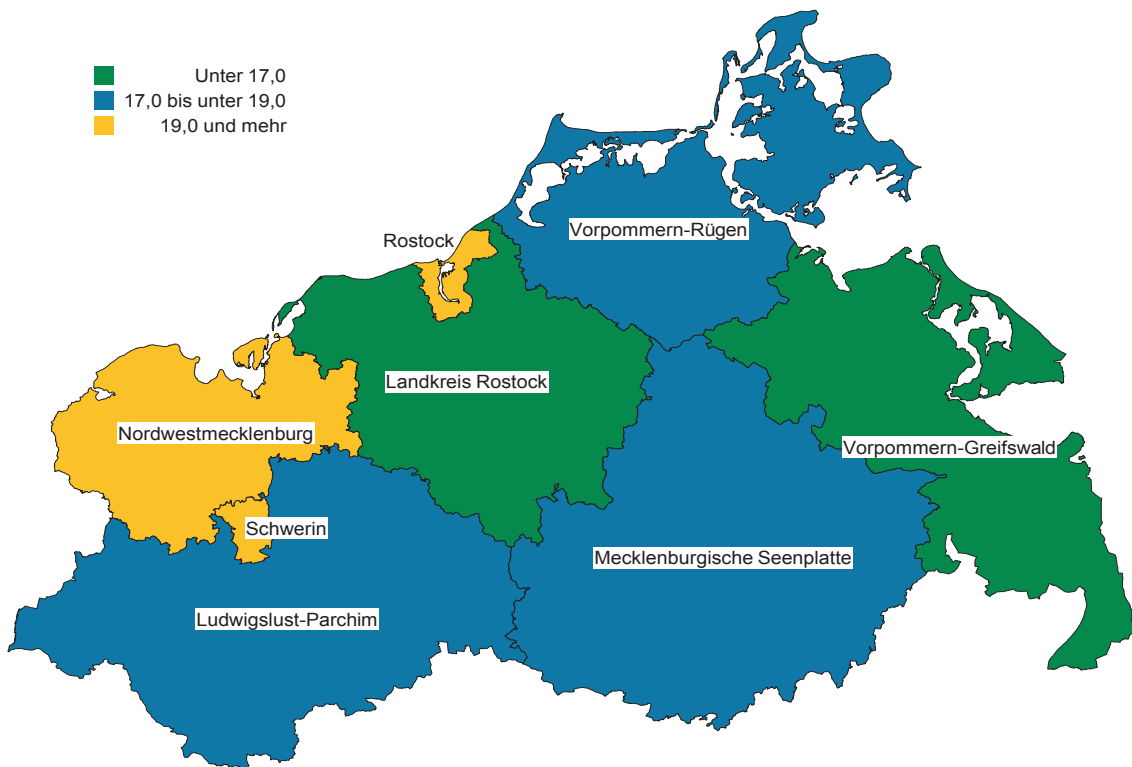 Unter 17,0
17,0 bis unter 19,0
19,0 und mehr
Vorpommern-Rügen
Rostock
Landkreis Rostock
Nordwestmecklenburg
Vorpommern-Greifswald
Schwerin
Mecklenburgische Seenplatte
Ludwigslust-Parchim